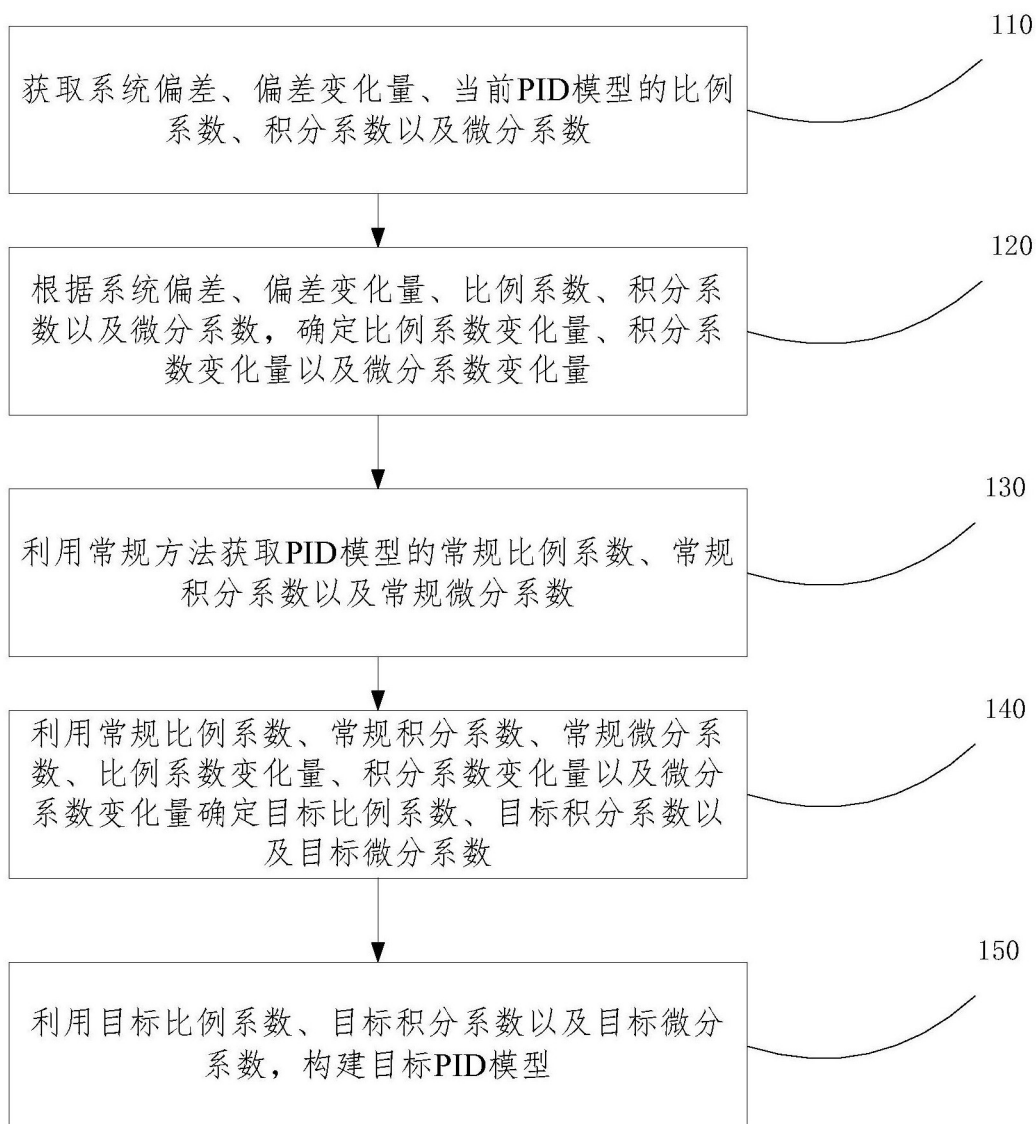 110
获取系统偏差、偏差变化量、当前PID模型的比例
系数、积分系数以及微分系数
120
根据系统偏差、偏差变化量、比例系数、积分系
数以及微分系数，确定比例系数变化量、积分系
数变化量以及微分系数变化量
130
利用常规方法获取PID模型的常规比例系数、常规
积分系数以及常规微分系数
140
利用常规比例系数、常规积分系数、常规微分系
数、比例系数变化量、积分系数变化量以及微分
系数变化量确定目标比例系数、目标积分系数以
及目标微分系数
150
利用目标比例系数、目标积分系数以及目标微分
系数，构建目标PID模型